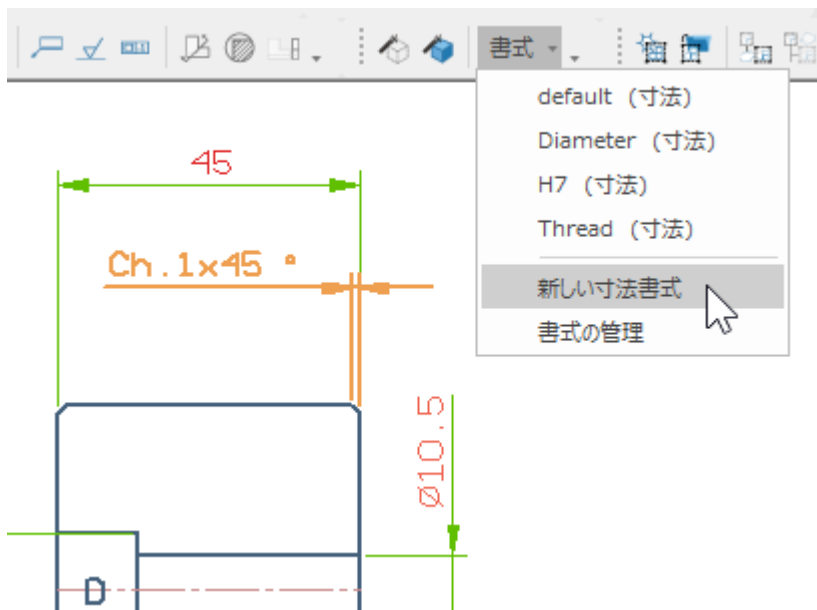 書式
default (寸法)
Diameter (寸法)
H7 (寸法)
Thread (寸法)
新しい寸法書式
書式の管理
45
Ch.1x45 °
Ø10.5
D